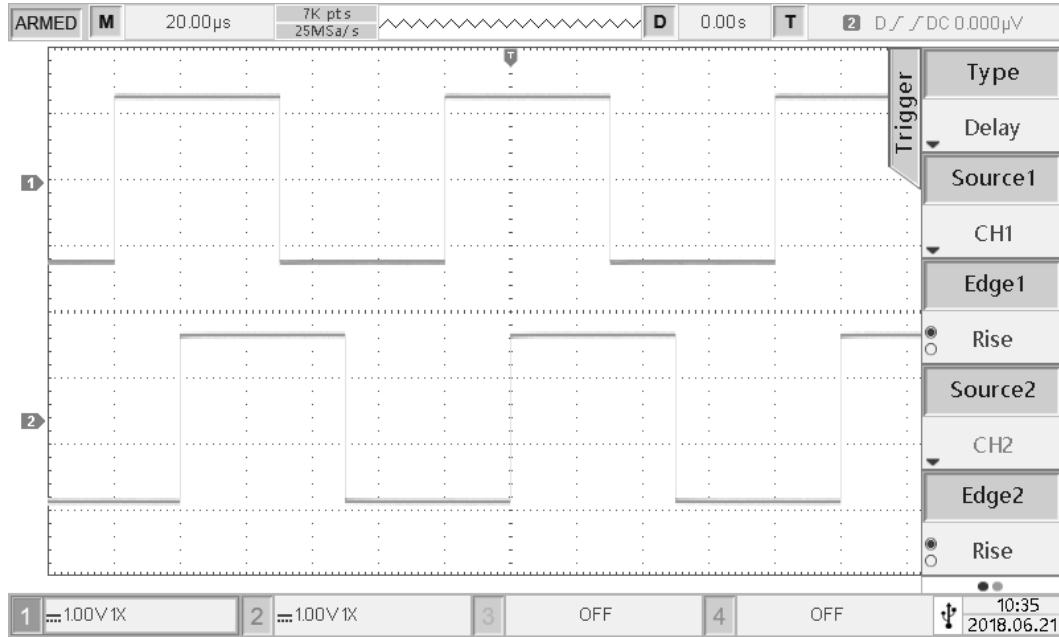 ARMED M 20.00µs 7K pts D 0.00s T 2 D DC 0.000µV
25MSa/s
T
Trigger
Type
Delay
1
Source1
CH1
Edge1
Rise
Source2
2
CH2
Edge2
Rise
1 1.00V 1X 2 1.00V 1X 3 OFF 4 OFF 10:35
2018.06.21